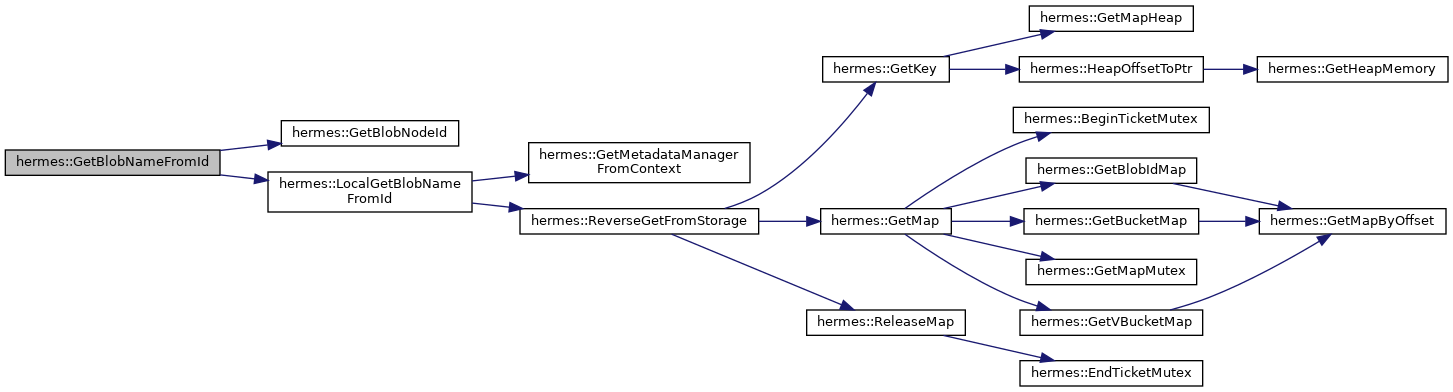 hermes::GetBlobNameFromId
hermes::GetBlobNodeId
hermes::LocalGetBlobName
FromId
hermes::GetMetadataManager
FromContext
hermes::ReverseGetFromStorage
hermes::GetKey
hermes::GetMapHeap
hermes::HeapOffsetToPtr
hermes::GetHeapMemory
hermes::GetMap
hermes::BeginTicketMutex
hermes::GetBlobIdMap
hermes::GetBucketMap
hermes::GetMapByOffset
hermes::GetMapMutex
hermes::GetVBucketMap
hermes::ReleaseMap
hermes::EndTicketMutex